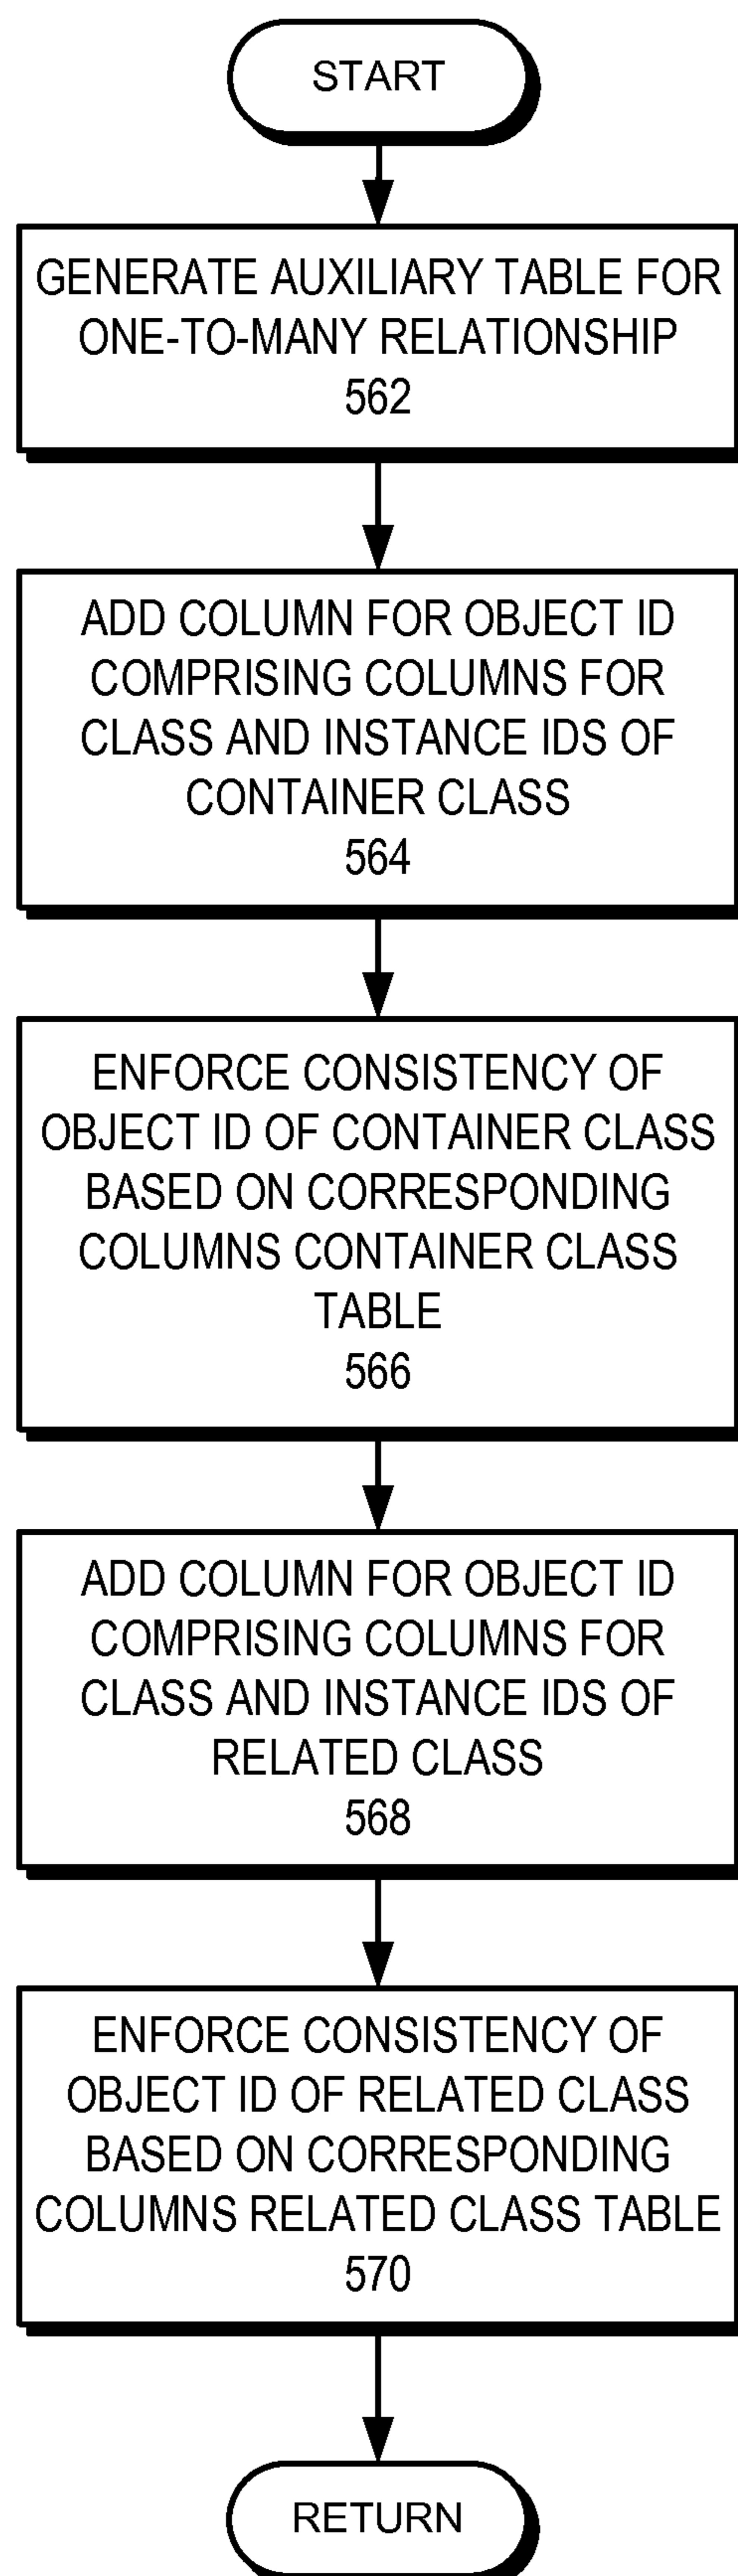 START
GENERATE AUXILIARY TABLE FOR
ONE-TO-MANY RELATIONSHIP
562
ADD COLUMN FOR OBJECT ID
COMPRISING COLUMNS FOR
CLASS AND INSTANCE IDS OF
CONTAINER CLASS
564
ENFORCE CONSISTENCY OF
OBJECT ID OF CONTAINER CLASS
BASED ON CORRESPONDING
COLUMNS CONTAINER CLASS
TABLE
566
ADD COLUMN FOR OBJECT ID
COMPRISING COLUMNS FOR
CLASS AND INSTANCE IDS OF
RELATED CLASS
568
ENFORCE CONSISTENCY OF
OBJECT ID OF RELATED CLASS
BASED ON CORRESPONDING
COLUMNS RELATED CLASS TABLE
570
RETURN